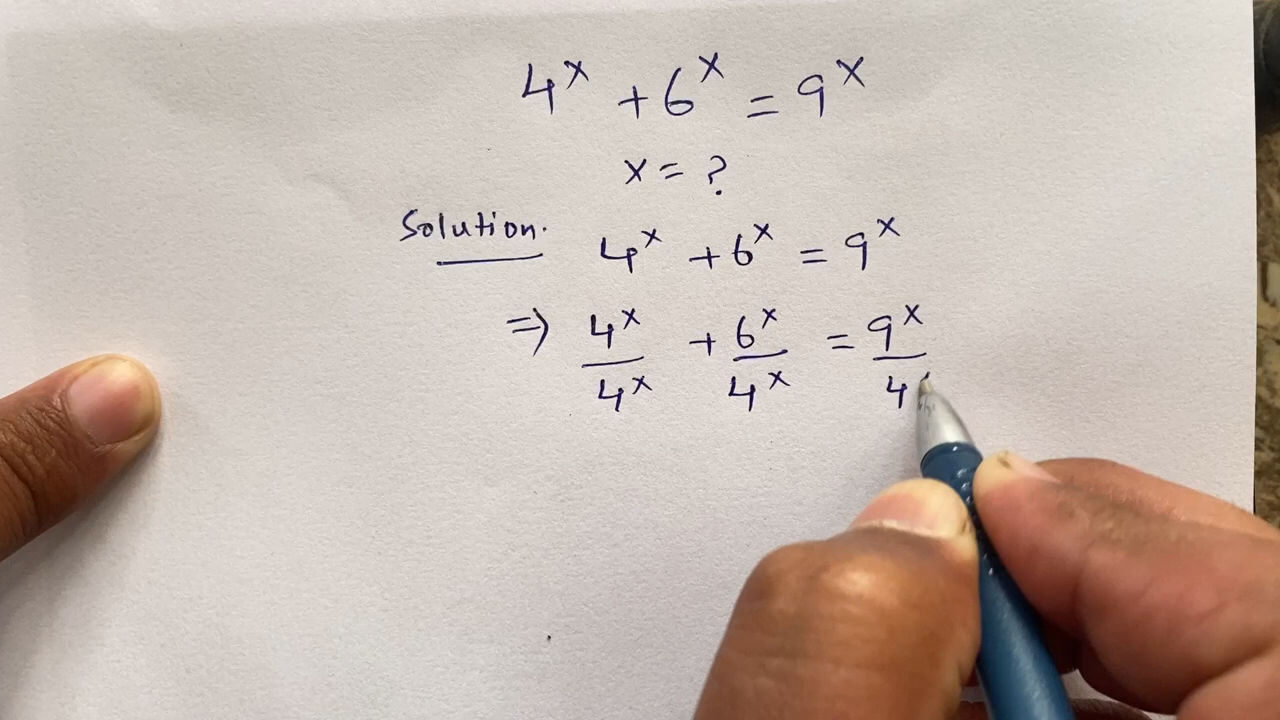 4^x + 6^x = 9^x
x = ?
Solution. 4^x + 6^x = 9^x
=> 4^x/4^x + 6^x/4^x = 9^x/4